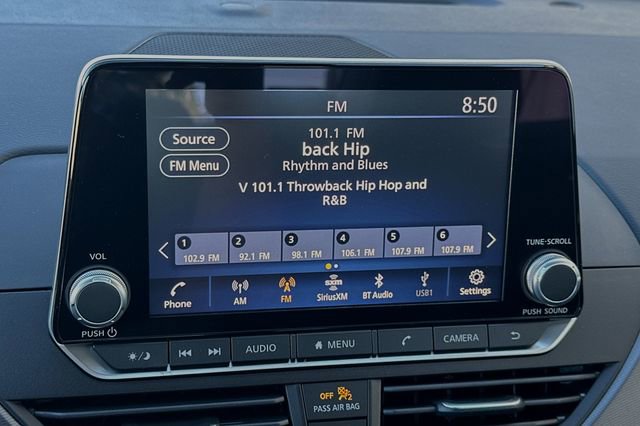 FM
8:50
Source
FM Menu
101.1 FM
back Hip
Rhythm and Blues
V 101.1 Throwback Hip Hop and
R&B
1 102.9 FM
2 92.1 FM
3 98.1 FM
4 106.1 FM
5 107.5 FM
6 107.9 FM
Phone
AM
FM
sxm
SiriusXM
BT Audio
USB1
Settings
VOL
PUSH
TUNE·SCROLL
PUSH SOUND
AUDIO
MENU
CAMERA
OFF 2
PASS AIR BAG